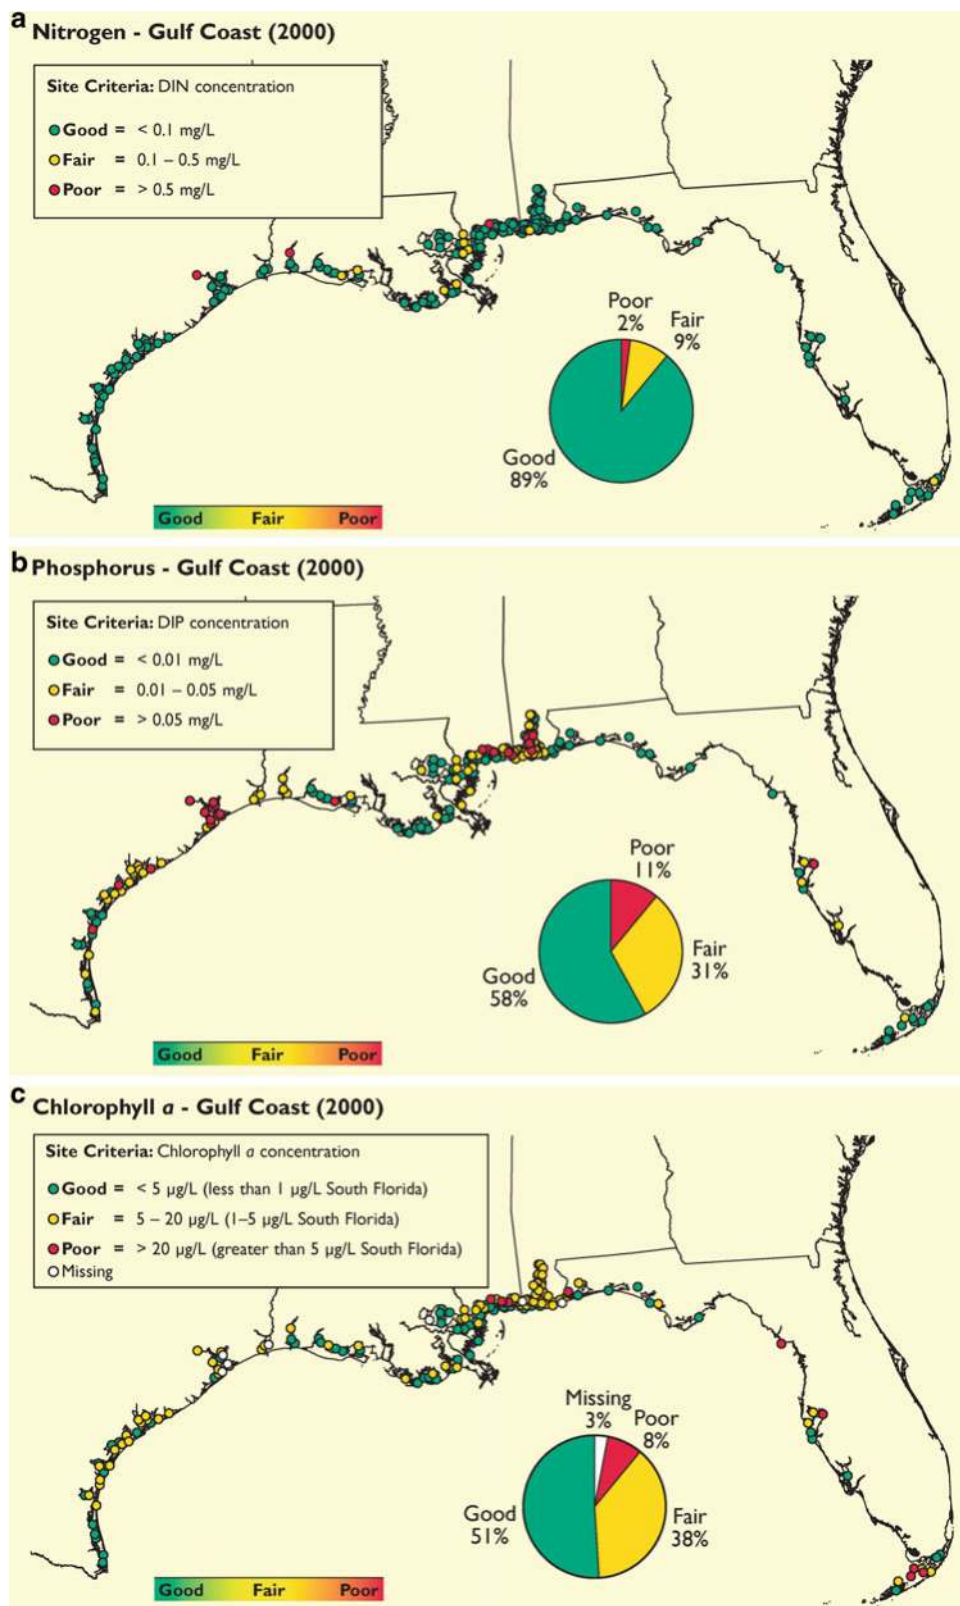 a
Nitrogen - Gulf Coast (2000)
Site Criteria: DIN concentration
Good = < 0.1 mg/L
Fair = 0.1 – 0.5 mg/L
Poor = > 0.5 mg/L
Poor
2%
Fair
9%
Good
89%
Good Fair Poor
b
Phosphorus - Gulf Coast (2000)
Site Criteria: DIP concentration
Good = < 0.01 mg/L
Fair = 0.01 – 0.05 mg/L
Poor = > 0.05 mg/L
Poor
11%
Fair
31%
Good
58%
Good Fair Poor
c
Chlorophyll a - Gulf Coast (2000)
Site Criteria: Chlorophyll a concentration
Good = < 5 µg/L (less than 1 µg/L South Florida)
Fair = 5 – 20 µg/L (1–5 µg/L South Florida)
Poor = > 20 µg/L (greater than 5 µg/L South Florida)
Missing
Missing
3%
Poor
8%
Good
51%
Fair
38%
Good Fair Poor